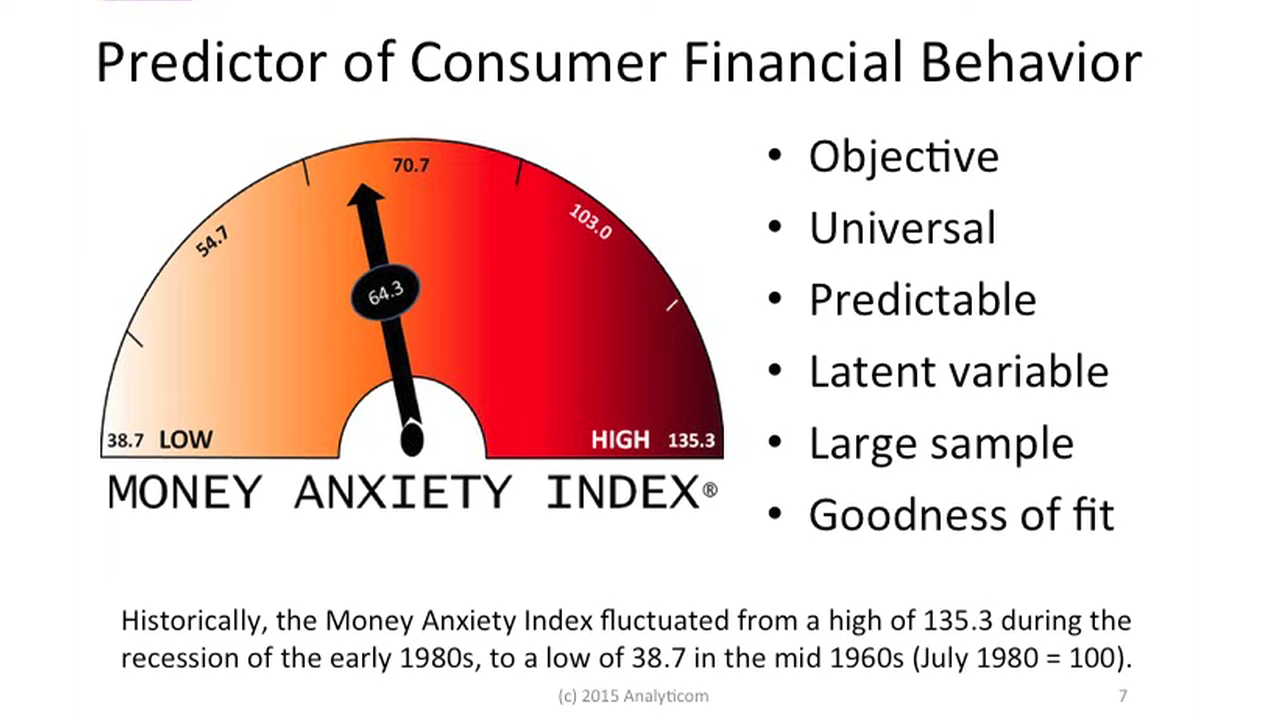 Predictor of Consumer Financial Behavior
70.7
54.7
103.0
64.3
38.7 LOW
HIGH 135.3
MONEY ANXIETY INDEX®
• Objective
• Universal
• Predictable
• Latent variable
• Large sample
• Goodness of fit
Historically, the Money Anxiety Index fluctuated from a high of 135.3 during the
recession of the early 1980s, to a low of 38.7 in the mid 1960s (July 1980 = 100).
(c) 2015 Analyticom
7